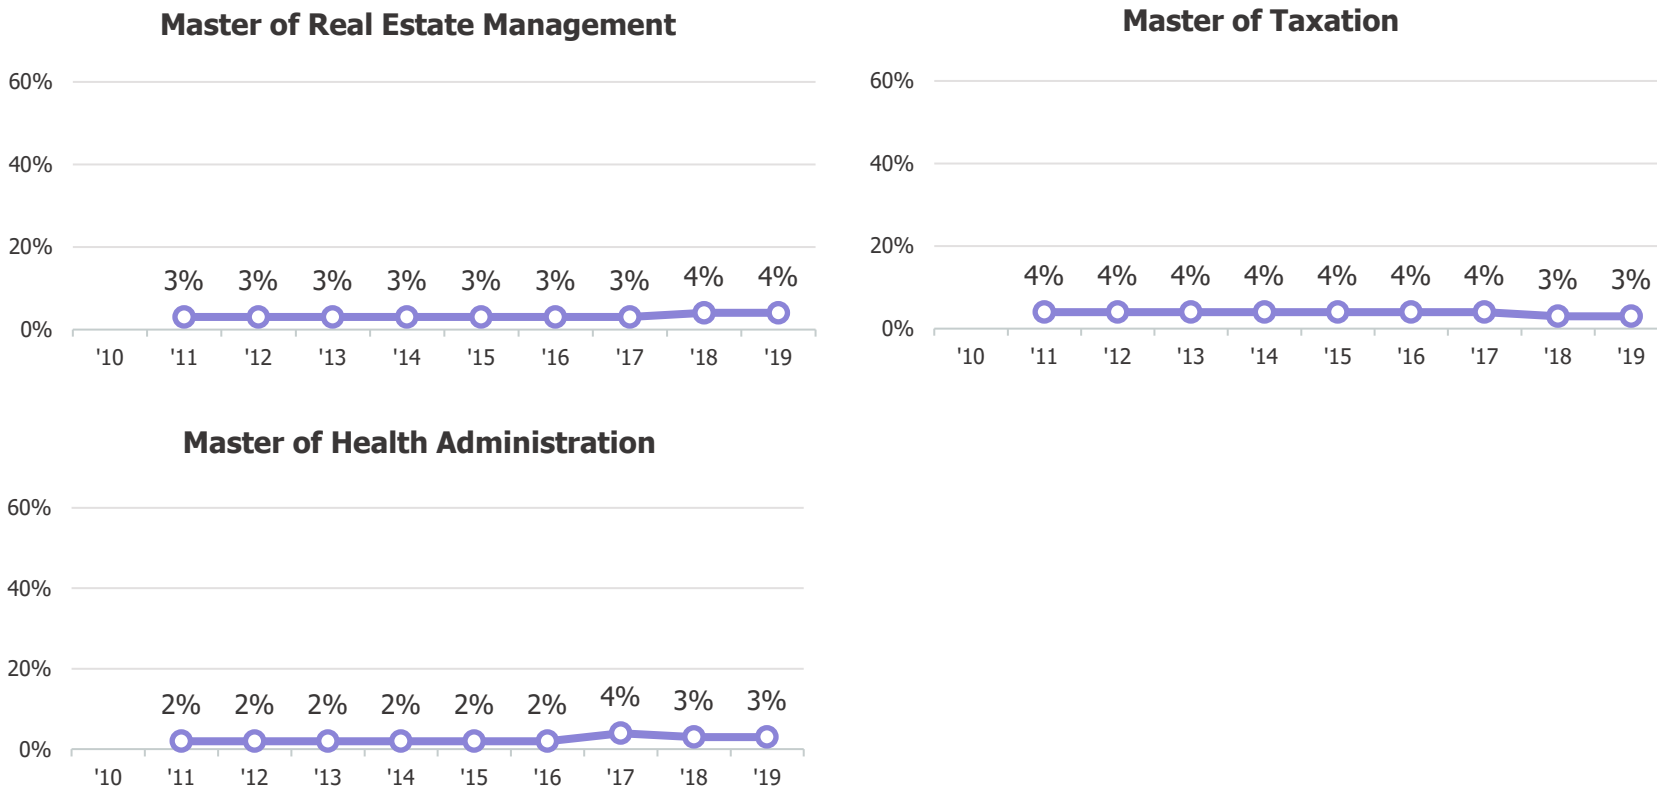 Master of Real Estate Management
60%
40%
20%
0%
3% 3% 3% 3% 3% 3% 3% 4% 4%
'10 '11 '12 '13 '14 '15 '16 '17 '18 '19
Master of Taxation
60%
40%
20%
0%
4% 4% 4% 4% 4% 4% 4% 3% 3%
'10 '11 '12 '13 '14 '15 '16 '17 '18 '19
Master of Health Administration
60%
40%
20%
0%
2% 2% 2% 2% 2% 2% 4% 3% 3%
'10 '11 '12 '13 '14 '15 '16 '17 '18 '19